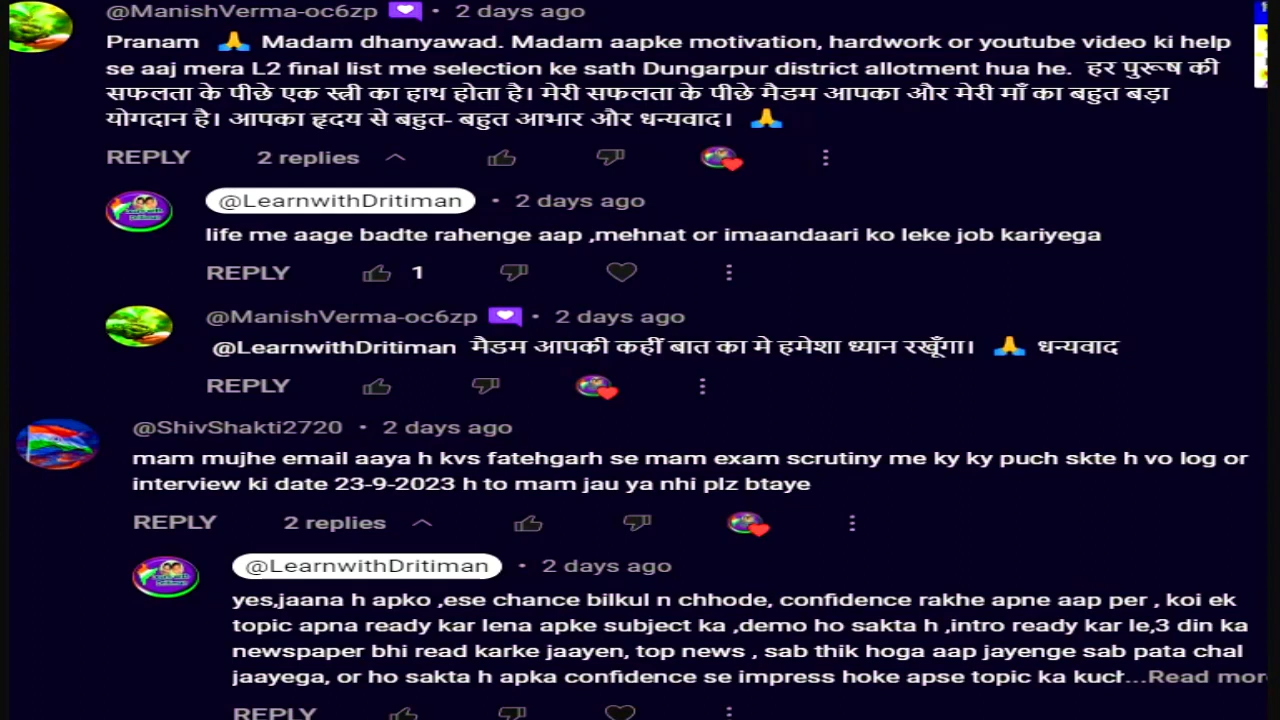 @ManishVerma-oc6zp • 2 days ago
Pranam 🙏 Madam dhanyawad. Madam aapke motivation, hardwork or youtube video ki help
se aaj mera L2 final list me selection ke sath Dungarpur district allotment hua he. हर पुरूष की
सफलता के पीछे एक स्त्री का हाथ होता है। मेरी सफलता के पीछे मैडम आपका और मेरी माँ का बहुत बड़ा
योगदान है। आपका हृदय से बहुत- बहुत आभार और धन्यवाद। 🙏
REPLY 2 replies
@LearnwithDritiman • 2 days ago
life me aage badte rahenge aap ,mehnat or imaandaari ko leke job kariyega
REPLY 1
@ManishVerma-oc6zp • 2 days ago
@LearnwithDritiman मैडम आपकी कहीं बात का मे हमेशा ध्यान रखूँगा। 🙏 धन्यवाद
REPLY
@ShivShakti2720 • 2 days ago
mam mujhe email aaya h kvs fatehgarh se mam exam scrutiny me ky ky puch skte h vo log or
interview ki date 23-9-2023 h to mam jau ya nhi plz btaye
REPLY 2 replies
@LearnwithDritiman • 2 days ago
yes,jaana h apko ,ese chance bilkul n chhode, confidence rakhe apne aap per , koi ek
topic apna ready kar lena apke subject ka ,demo ho sakta h ,intro ready kar le,3 din ka
newspaper bhi read karke jaayen, top news , sab thik hoga aap jayenge sab pata chal
jaayega, or ho sakta h apka confidence se impress hoke apse topic ka kuch...Read mor
REPLY